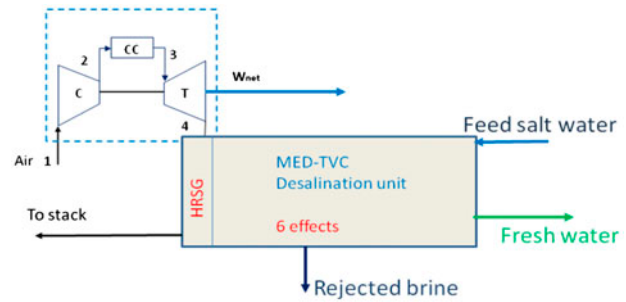 CC
2
3
C
T
Wnet
4
Air 1
Feed salt water
MED-TVC
Desalination unit
HRSG
6 effects
To stack
Fresh water
Rejected brine